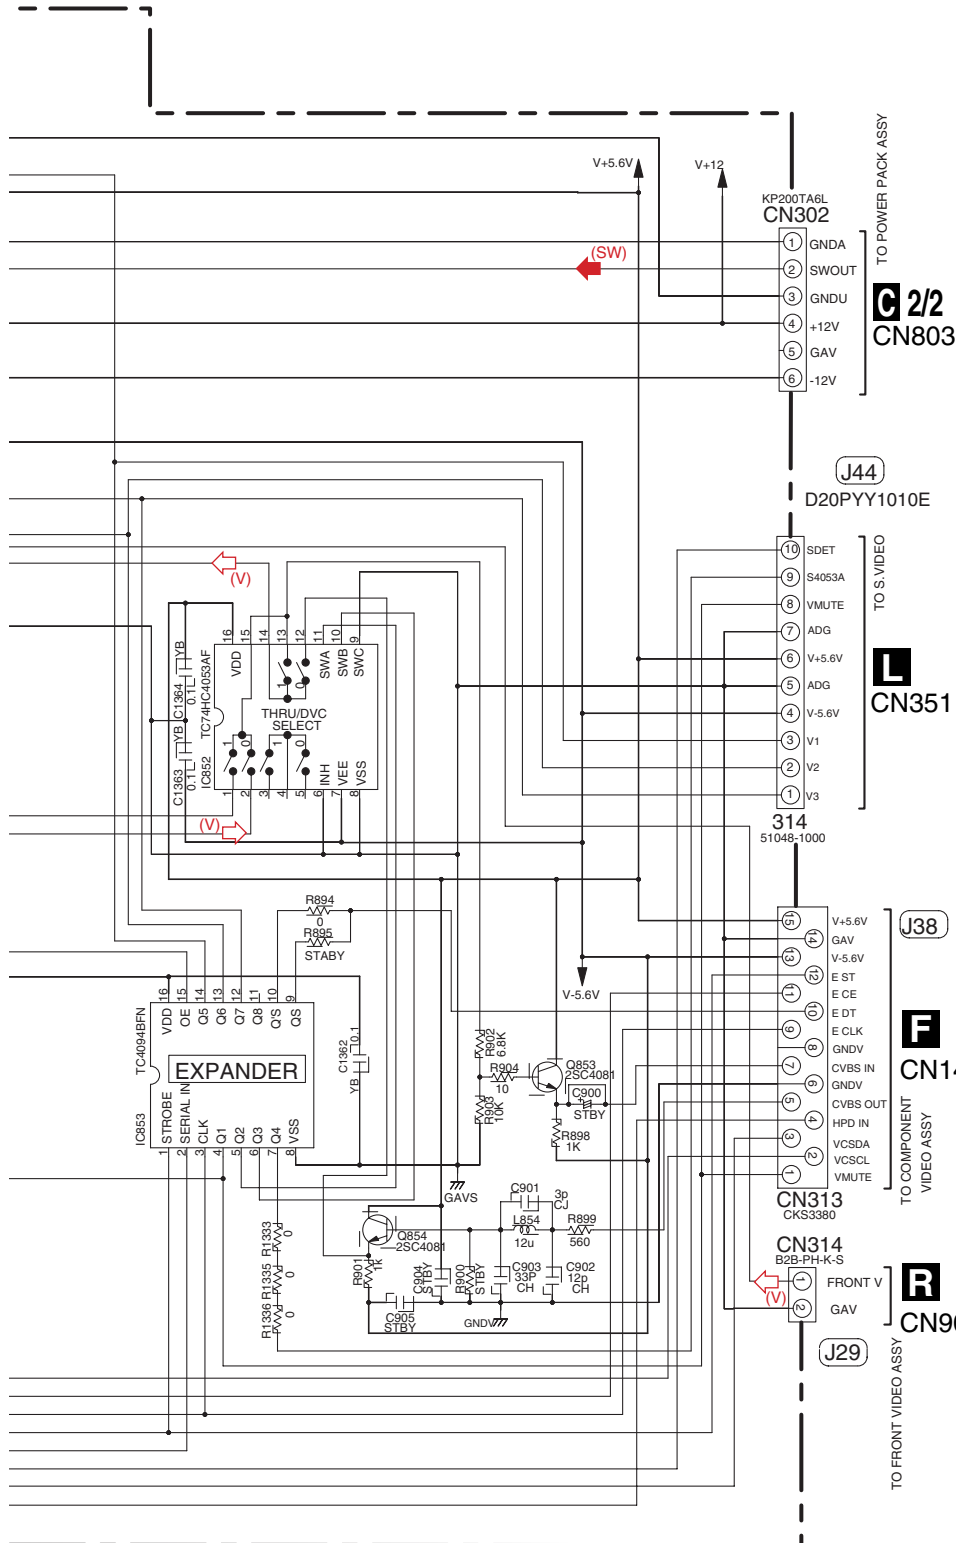 V+5.6V
V+12
TO POWER PACK ASSY
KP200TA6L
CN302
1 GNDA
(SW)
2 SWOUT
3 GNDU
4 +12V
5 GAV
6 -12V
C 2/2
CN803
J44
D20PYY1010E
10 SDET
9 S4053A
8 VMUTE
7 ADG
6 V+5.6V
5 ADG
4 V-5.6V
3 V1
2 V2
1 V3
TO S.VIDEO
L
CN351
314
51048-1000
(V)
16 15 14 13 12 11 10 9
VDD SWA SWB SWC
1 0
THRU/DVC
SELECT
1 0 1 0
INH VEE VSS
1 2 3 4 5 6 7 8
TC74HC4053AF
IC852
C1364 0.1 YB
C1363 0.1 YB
(V)
R894
0
R895
STABY
V-5.6V
16 15 14 13 12 11 10 9
VDD OE Q5 Q6 Q7 Q8 Q'S QS
TC4094BFN
EXPANDER
IC853
STROBE SERIAL IN CLK Q1 Q2 Q3 Q4 VSS
1 2 3 4 5 6 7 8
C1362 0.1
YB
R902
6.8K
R904
10
R903
10K
Q853
2SC4081
C900
STBY
R898
1K
GAVS
15 V+5.6V
14 GAV
13 V-5.6V
12 E ST
11 E CE
10 E DT
9 E CLK
8 GNDV
7 CVBS IN
6 GNDV
5 CVBS OUT
4 HPD IN
3 VCSDA
2 VCSCL
1 VMUTE
J38
F
CN14
TO COMPONENT
VIDEO ASSY
CN313
CKS3380
C901 3p
CJ
L854
12u
R899
560
Q854
2SC4081
R901
1k
C904
STBY
R900
STBY
C903
33P
CH
C902
12p
CH
C905
STBY
GNDV
R1333 0
R1335 0
R1336 0
CN314
B2B-PH-K-S
1 FRONT V
(V)
2 GAV
R
CN90
J29
TO FRONT VIDEO ASSY